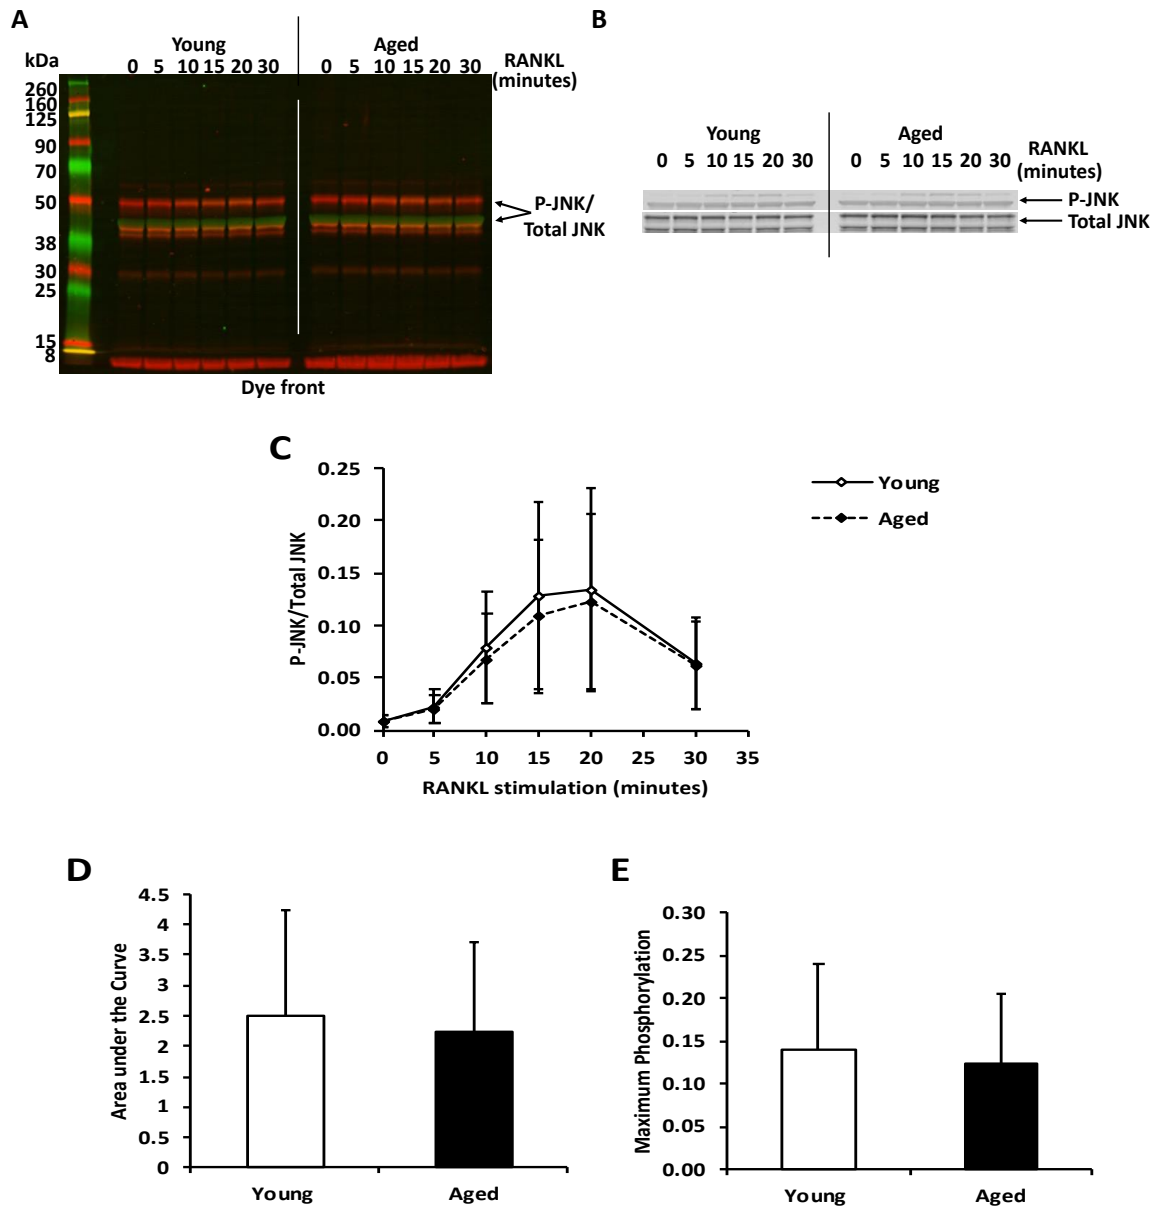 A
Young
Aged
kDa
0 5 10 15 20 30
0 5 10 15 20 30
RANKL
(minutes)
260
160
125
90
70
50
38
30
25
15
8
P-JNK/
Total JNK
Dye front
B
Young
Aged
0 5 10 15 20 30
0 5 10 15 20 30
RANKL
(minutes)
P-JNK
Total JNK
C
P-JNK/Total JNK
0.25
0.20
0.15
0.10
0.05
0.00
0 5 10 15 20 25 30 35
RANKL stimulation (minutes)
Young
Aged
D
Area under the Curve
4.5
4
3.5
3
2.5
2
1.5
1
0.5
0
Young Aged
E
Maximum Phosphorylation
0.30
0.25
0.20
0.15
0.10
0.05
0.00
Young Aged